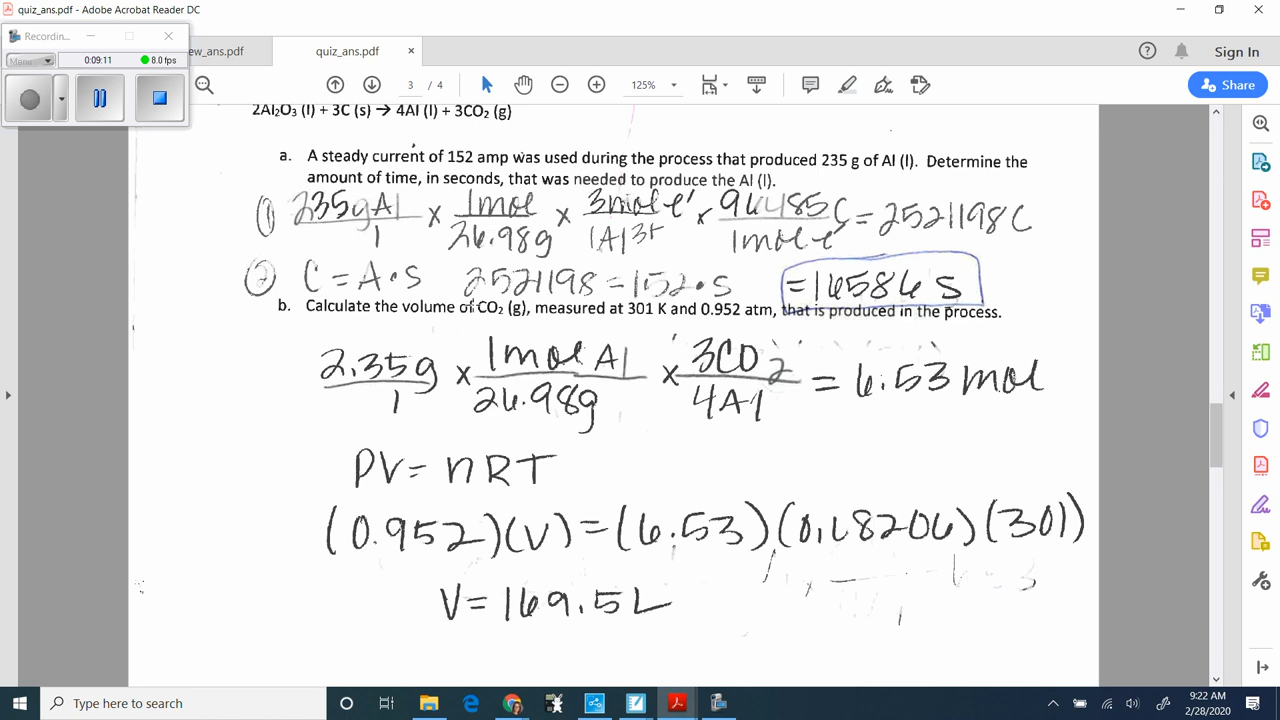 quiz_ans.pdf - Adobe Acrobat Reader DC
Recordin...
ew_ans.pdf
quiz_ans.pdf
Sign In
Menu
0:09:11
8.0 fps
3 / 4
125%
Share
2Al₂O₃ (l) + 3C (s) → 4Al (l) + 3CO₂ (g)
a. A steady current of 152 amp was used during the process that produced 235 g of Al (l). Determine the
amount of time, in seconds, that was needed to produce the Al (l).
① 235gAl/1 × 1mol/26.98g × 3mol e⁻/1Al³⁺ × 96485C/1mol e⁻ = 2521198 C
② C = A·S 2521198 = 152·S = 16586 s
b. Calculate the volume of CO₂ (g), measured at 301 K and 0.952 atm, that is produced in the process.
2.35g/1 × 1mol Al/26.98g × 3CO2/4Al = 6.53 mol
PV = nRT
(0.952)(V) = (6.53)(0.08206)(301)
V = 169.5 L
Type here to search
9:22 AM
2/28/2020